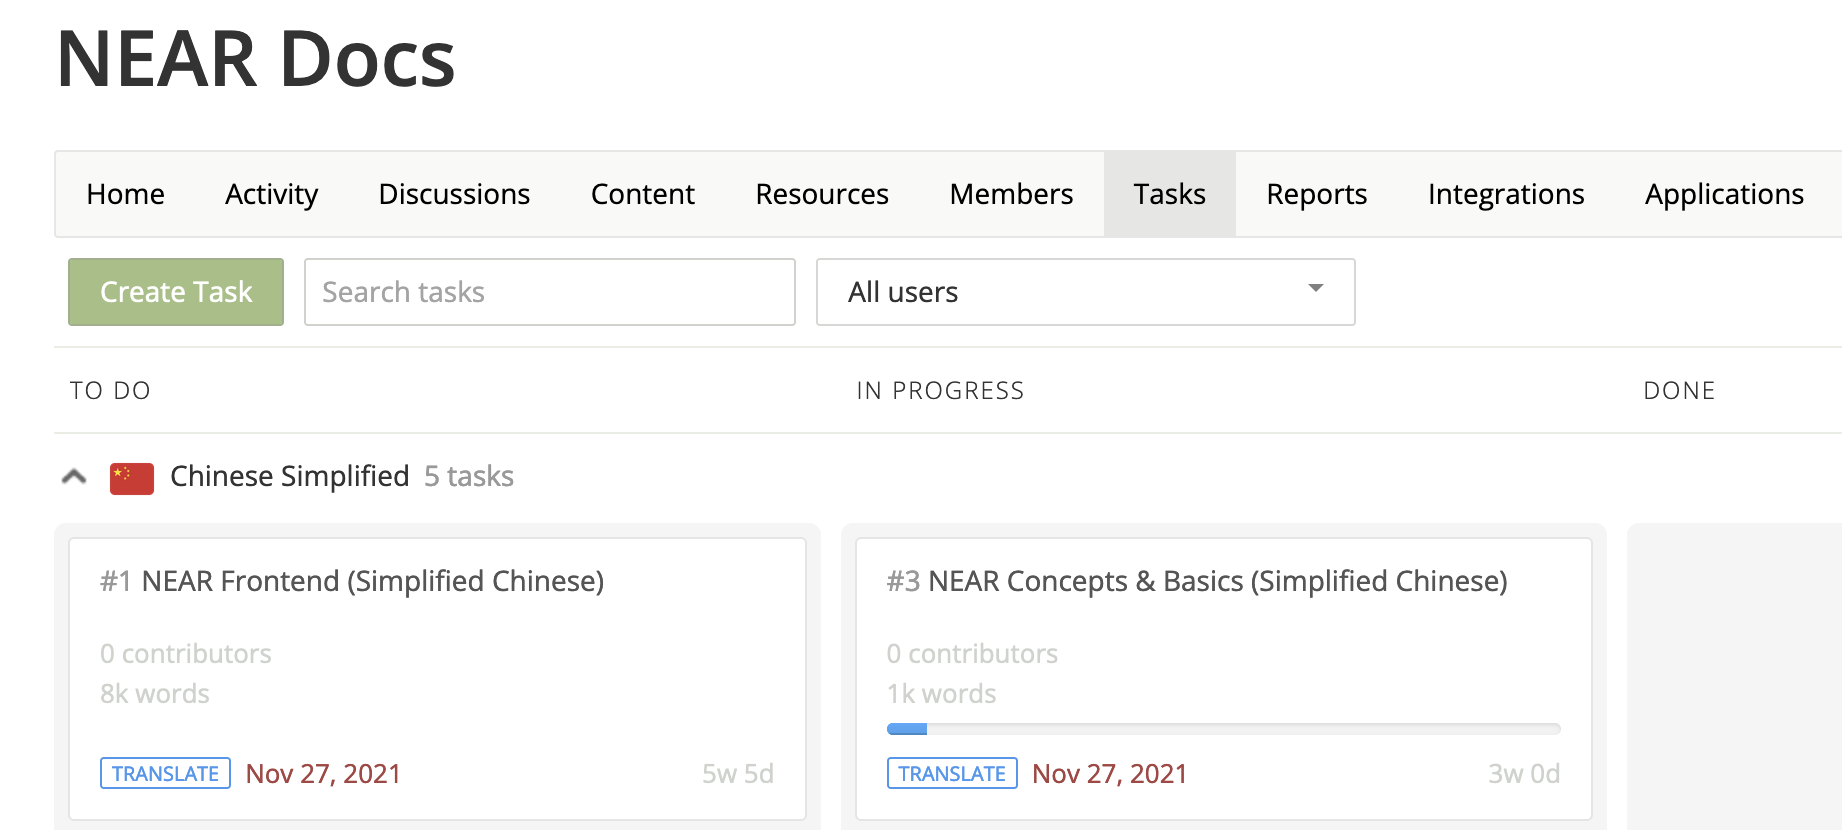 NEAR Docs
Home Activity Discussions Content Resources Members Tasks Reports Integrations Applications
Create Task Search tasks All users
TO DO IN PROGRESS DONE
Chinese Simplified 5 tasks
#1 NEAR Frontend (Simplified Chinese)
0 contributors
8k words
TRANSLATE Nov 27, 2021 5w 5d
#3 NEAR Concepts & Basics (Simplified Chinese)
0 contributors
1k words
TRANSLATE Nov 27, 2021 3w 0d